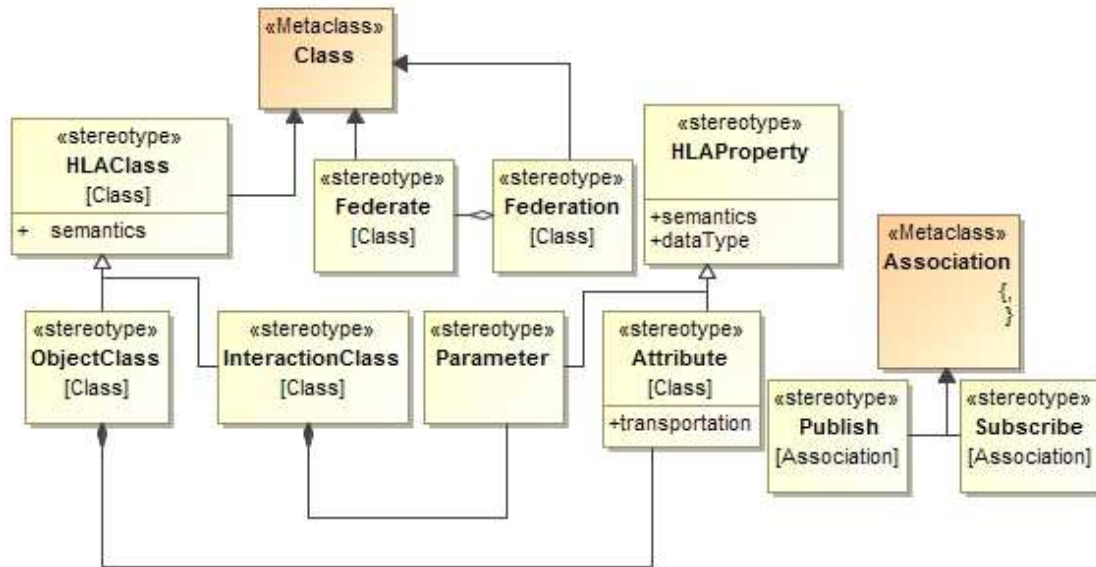 «Metaclass»
Class
«stereotype»
HLAClass
[Class]
+ semantics
«stereotype»
Federate
[Class]
«stereotype»
Federation
[Class]
«stereotype»
HLAProperty
+semantics
+dataType
«Metaclass»
Association
{,
}
«stereotype»
ObjectClass
[Class]
«stereotype»
InteractionClass
[Class]
«stereotype»
Parameter
«stereotype»
Attribute
[Class]
+transportation
«stereotype»
Publish
[Association]
«stereotype»
Subscribe
[Association]